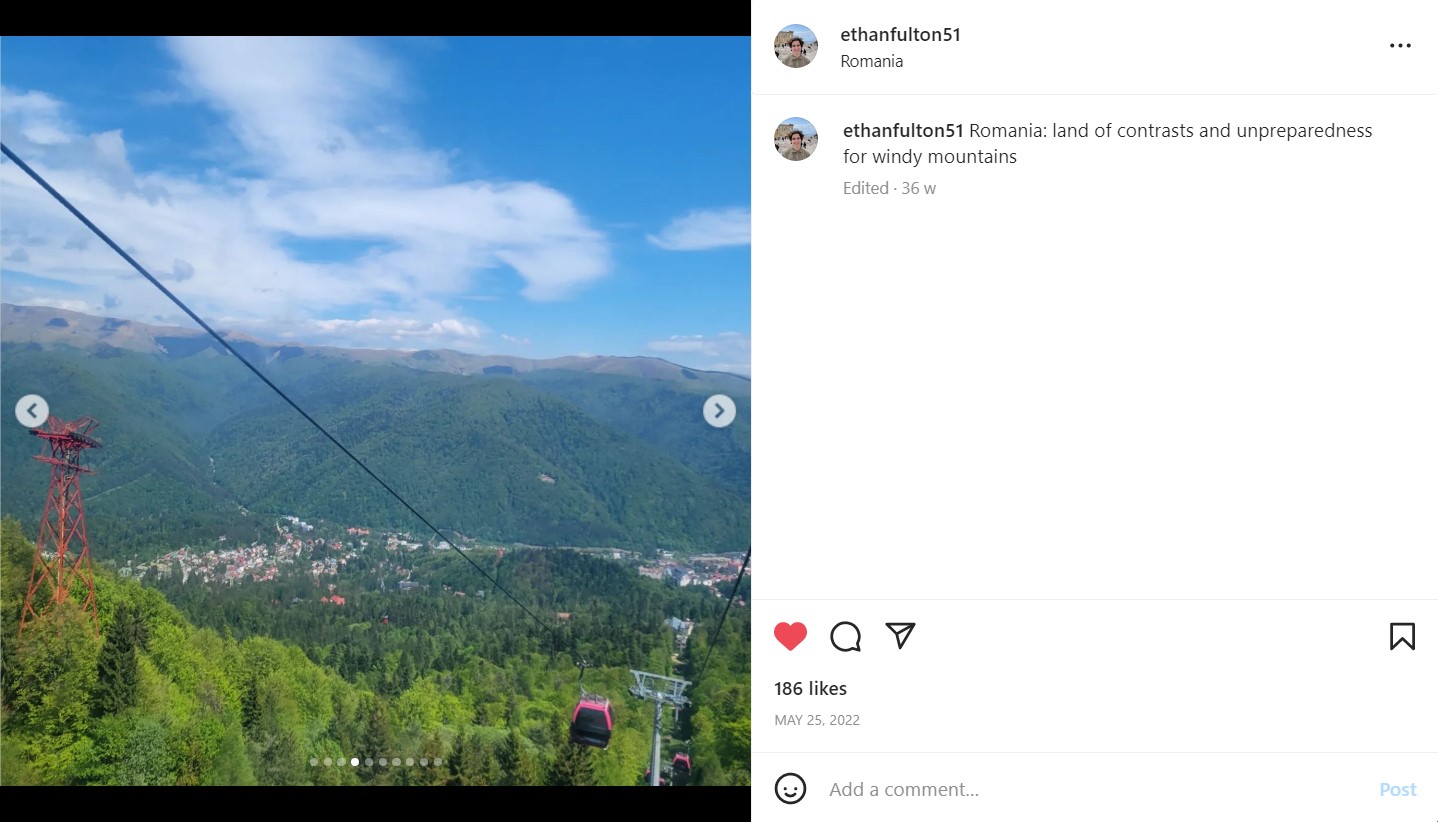 ethanfulton51
Romania
ethanfulton51 Romania: land of contrasts and unpreparedness
for windy mountains
Edited · 36 w
186 likes
MAY 25, 2022
Add a comment...
Post